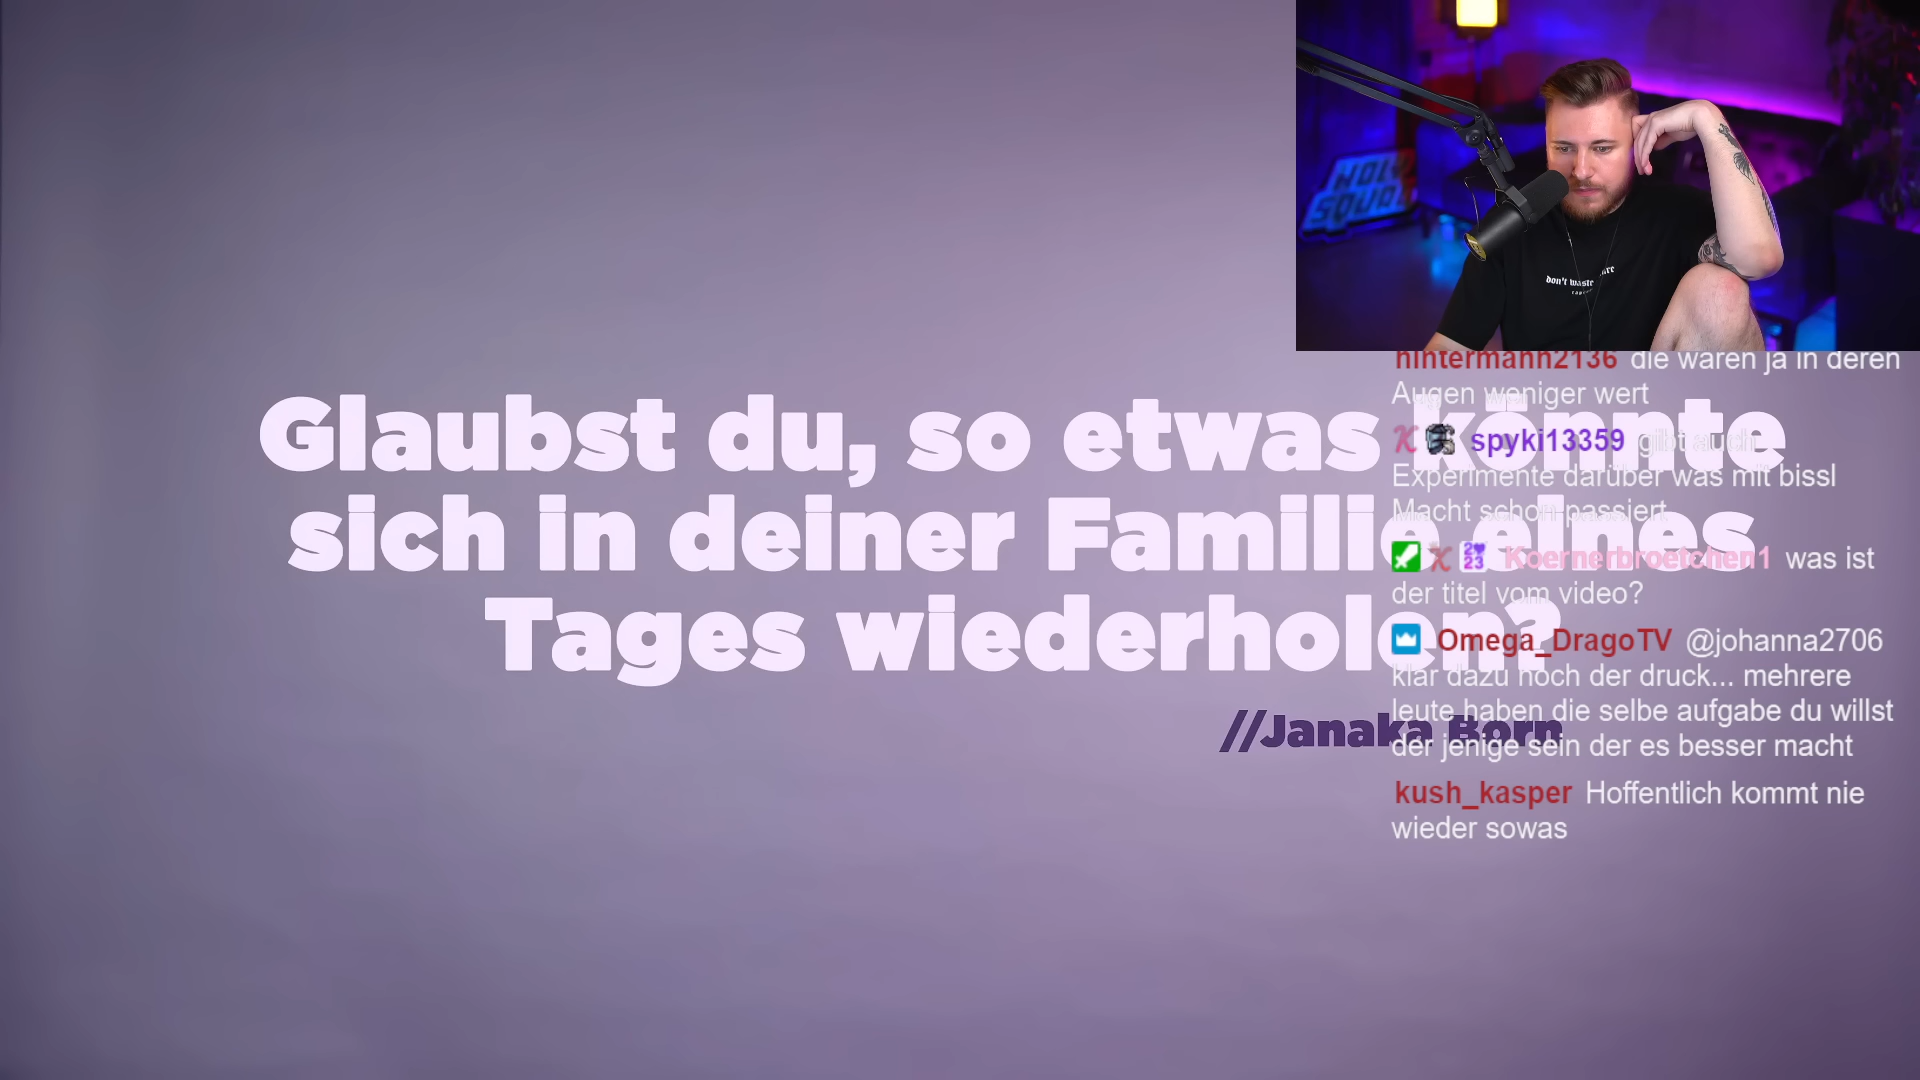 Glaubst du, so etwas könnte
sich in deiner Familie eines
Tages wiederholen?
//Janaka Born
HOLY
SQUAD
don't waste
hintermann2136 die waren ja in deren
Augen weniger wert
spyki13359 gibt auch
Experimente darüber was mit bissl
Macht schon passiert
Koernerbroetchen1 was ist
der titel vom video?
Omega_DragoTV @johanna2706
klar dazu noch der druck... mehrere
leute haben die selbe aufgabe du willst
der jenige sein der es besser macht
kush_kasper Hoffentlich kommt nie
wieder sowas